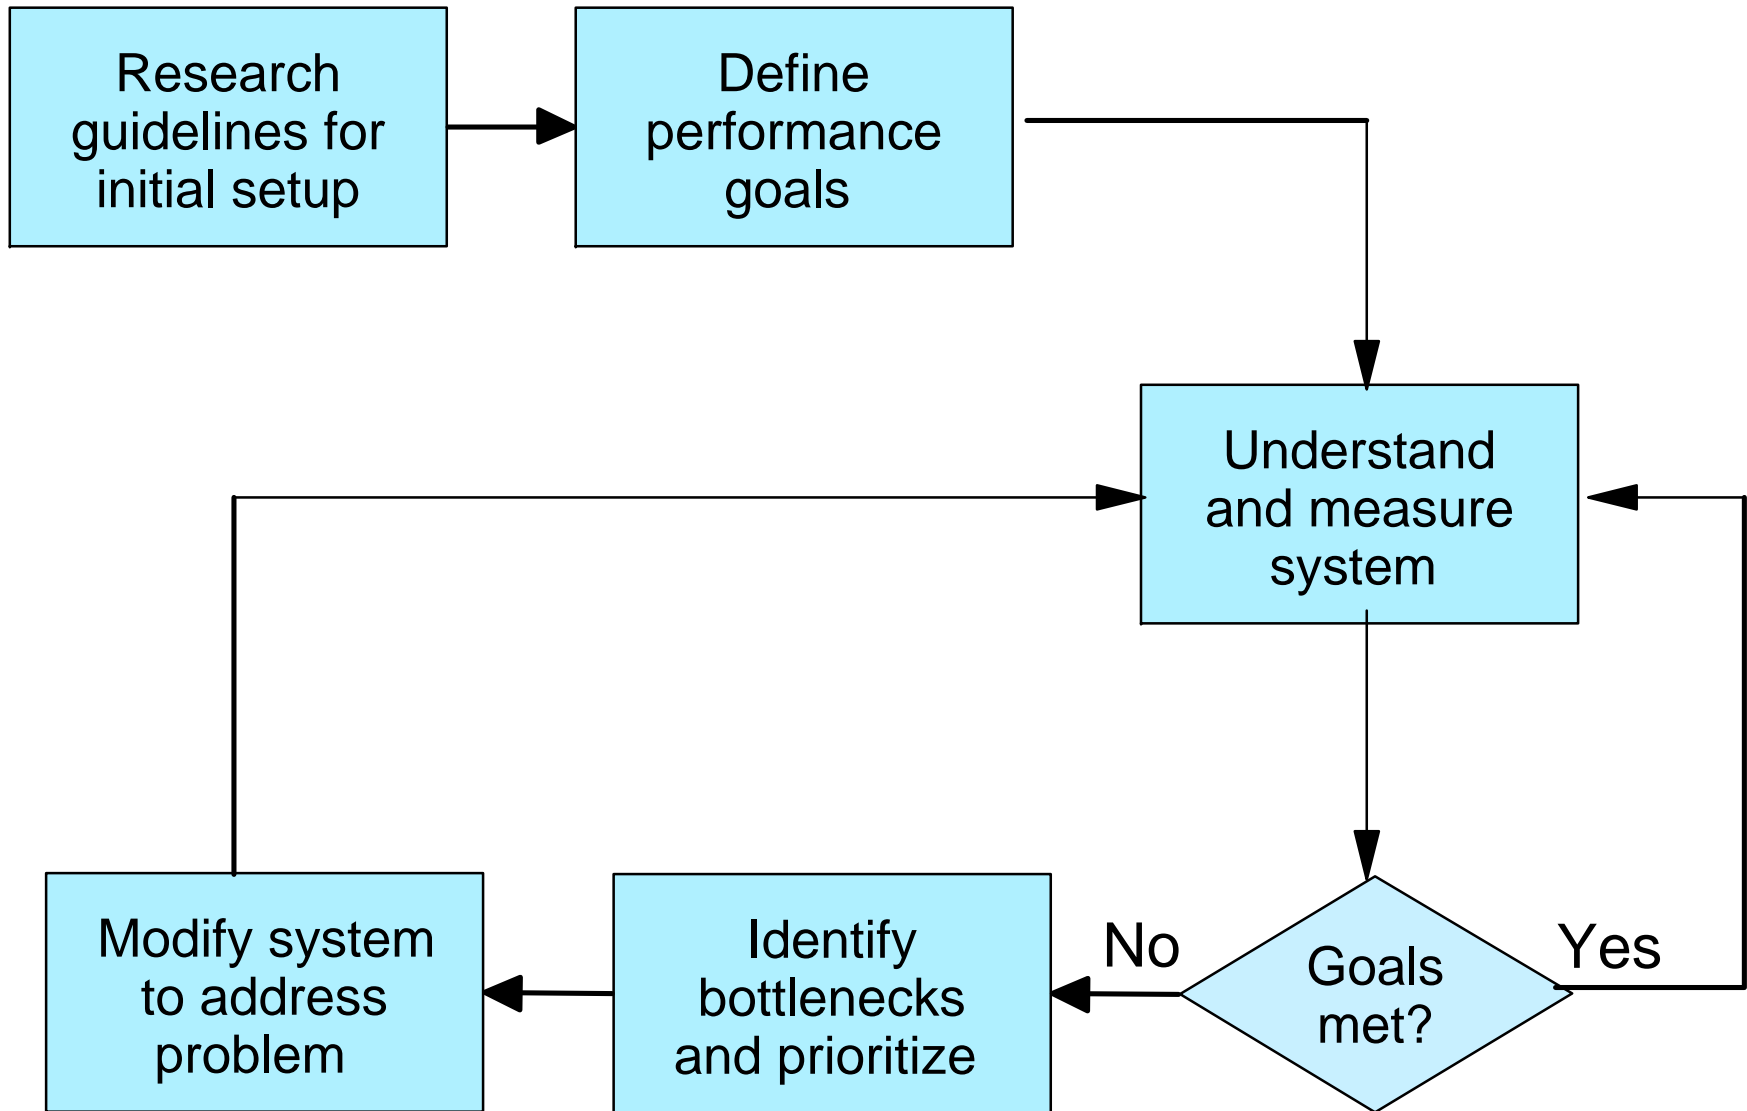 Research
guidelines for
initial setup
Define
performance
goals
Understand
and measure
system
Goals
met?
Yes
No
Identify
bottlenecks
and prioritize
Modify system
to address
problem